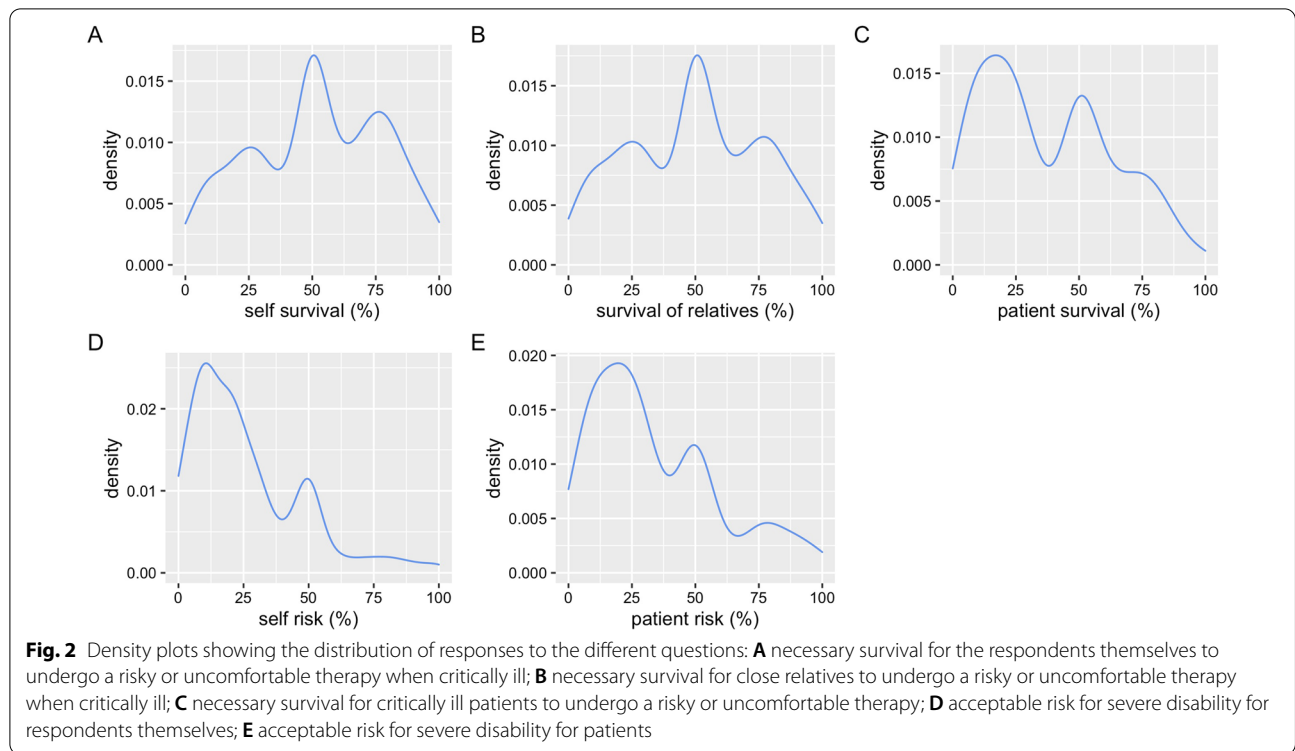 A
B
C
0.015
0.010
0.005
0.000
density
0 25 50 75 100
self survival (%)
0.015
0.010
0.005
0.000
density
0 25 50 75 100
survival of relatives (%)
0.015
0.010
0.005
0.000
density
0 25 50 75 100
patient survival (%)
D
E
0.02
0.01
0.00
density
0 25 50 75 100
self risk (%)
0.020
0.015
0.010
0.005
0.000
density
0 25 50 75 100
patient risk (%)
Fig. 2 Density plots showing the distribution of responses to the different questions: A necessary survival for the respondents themselves to
undergo a risky or uncomfortable therapy when critically ill; B necessary survival for close relatives to undergo a risky or uncomfortable therapy
when critically ill; C necessary survival for critically ill patients to undergo a risky or uncomfortable therapy; D acceptable risk for severe disability for
respondents themselves; E acceptable risk for severe disability for patients